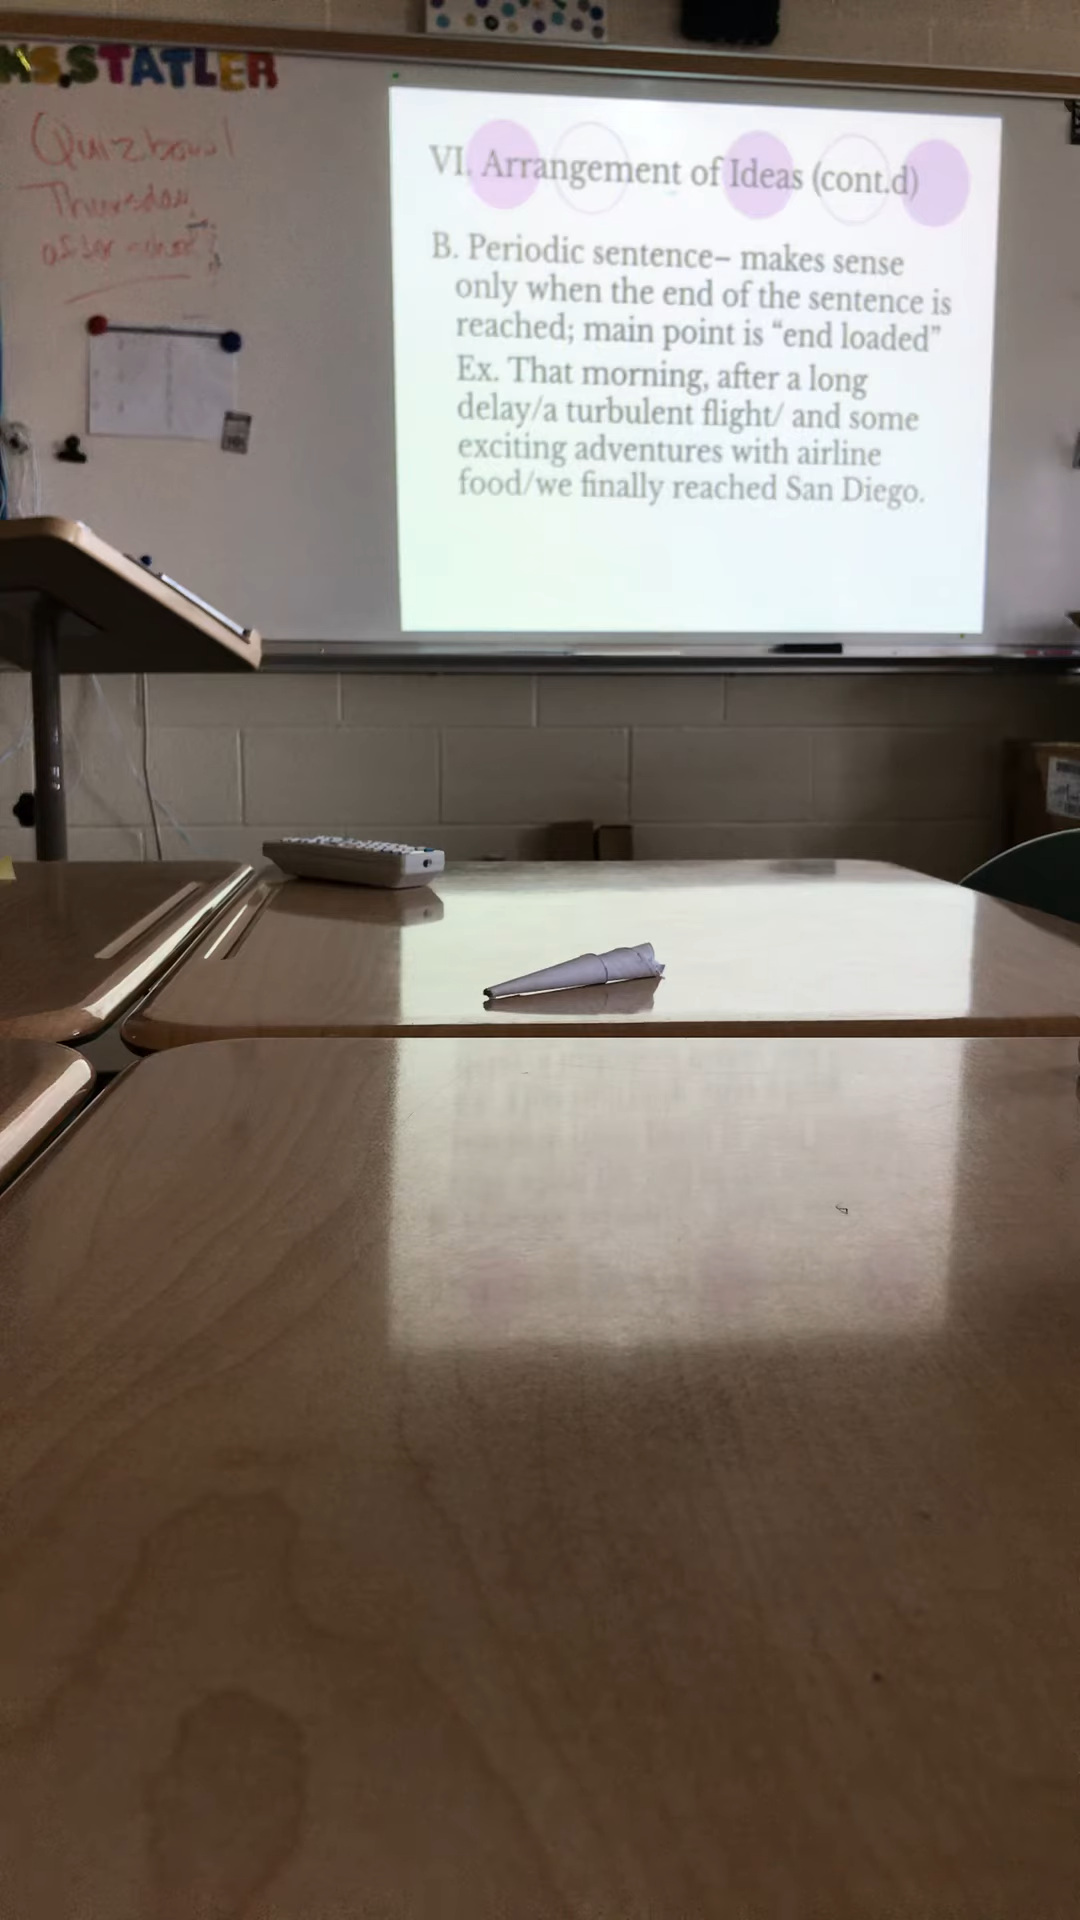 MS.STATLER
Quizbowl
Thursday
after school
VI. Arrangement of Ideas (cont.d)
B. Periodic sentence– makes sense
only when the end of the sentence is
reached; main point is “end loaded”
Ex. That morning, after a long
delay/a turbulent flight/ and some
exciting adventures with airline
food/we finally reached San Diego.